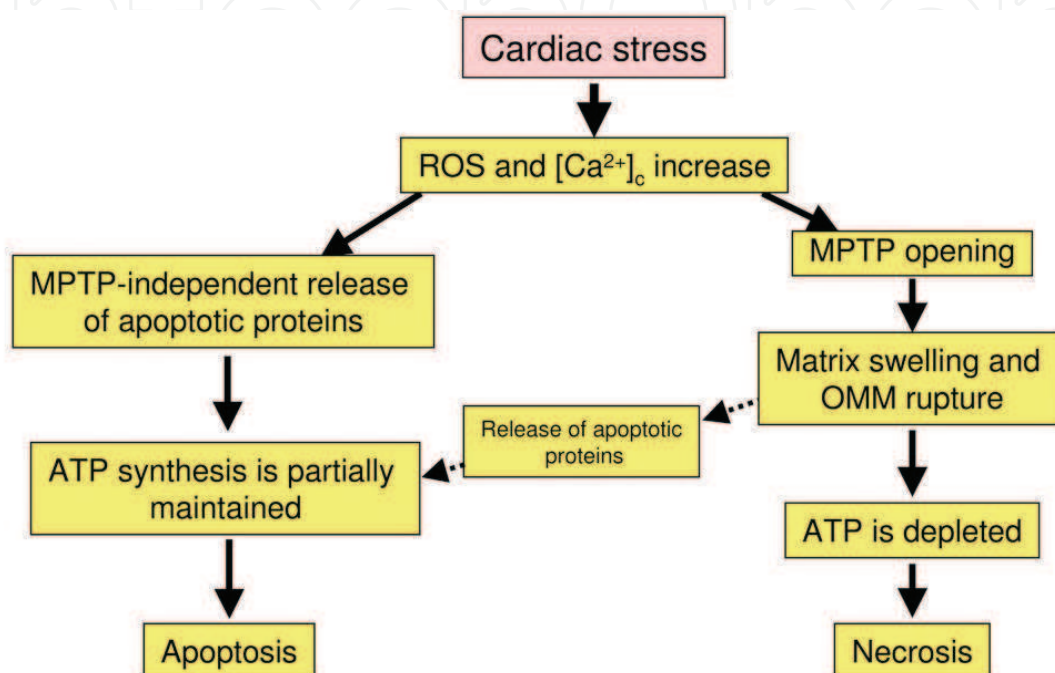 Cardiac stress
ROS and [Ca²⁺]c increase
MPTP opening
MPTP-independent release
of apoptotic proteins
Matrix swelling and
OMM rupture
Release of apoptotic
proteins
ATP synthesis is partially
maintained
ATP is depleted
Apoptosis
Necrosis